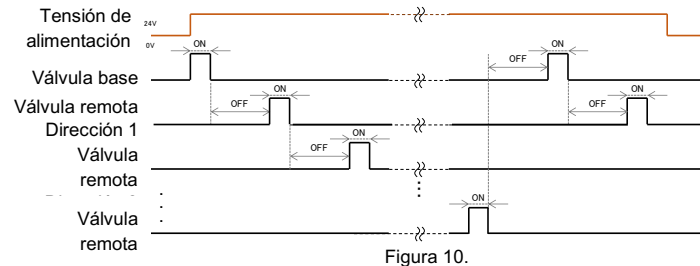 Tensión de
alimentación
24V
0V
ON
ON
Válvula base
OFF
ON
OFF
ON
Válvula remota
Dirección 1
OFF
ON
OFF
Válvula
remota
ON
Válvula
remota
Figura 10.